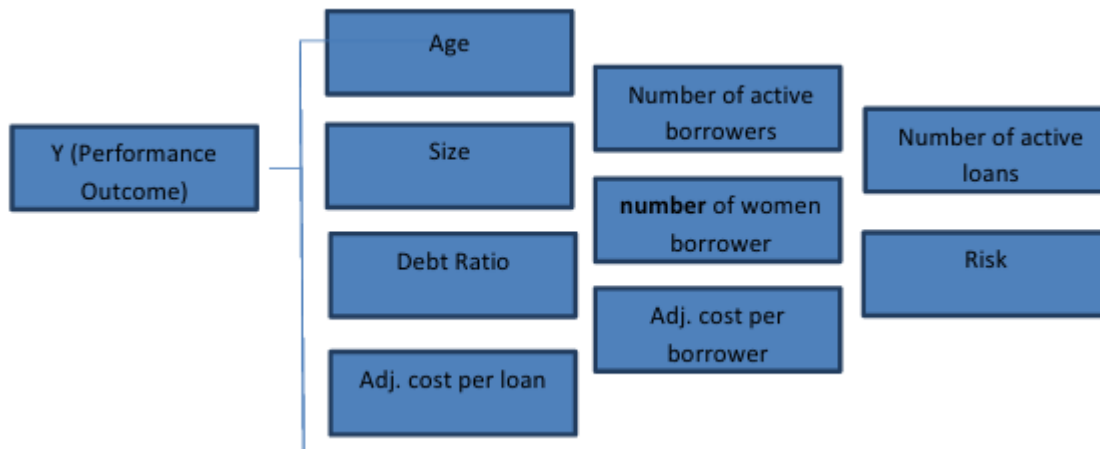 Y (Performance
Outcome)
Age
Size
Debt Ratio
Adj. cost per loan
Number of active
borrowers
number of women
borrower
Adj. cost per
borrower
Number of active
loans
Risk